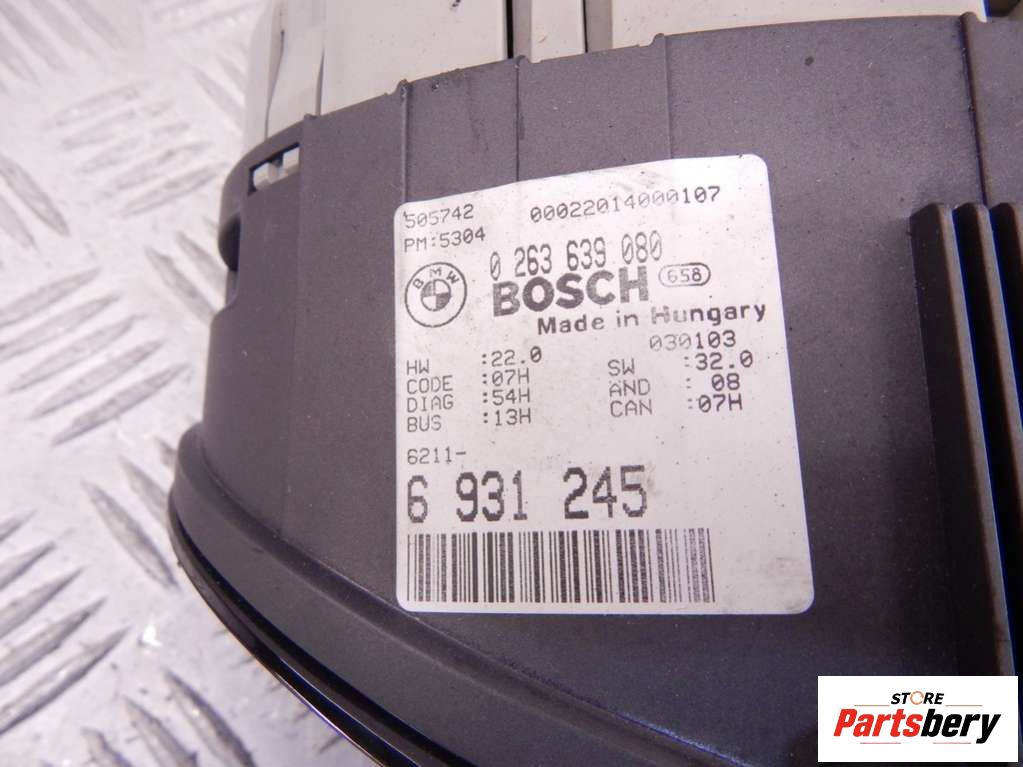 505742 00022014000107
PM:5304
0 263 639 080
BMW
BOSCH 658
Made in Hungary
030103
HW :22.0 SW :32.0
CODE :07H AND : 08
DIAG :54H CAN :07H
BUS :13H
6211-
6 931 245
STORE
Partsbery